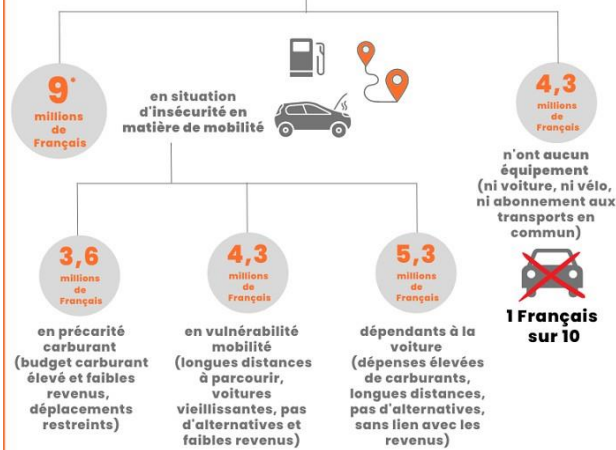 9*
millions
de
Français
en situation
d'insécurité en
matière de mobilité
4,3
millions
de
Français
n'ont aucun
équipement
(ni voiture, ni vélo,
ni abonnement aux
transports en
commun)
1 Français
sur 10
3,6
millions
de
Français
en précarité
carburant
(budget carburant
élevé et faibles
revenus,
déplacements
restreints)
4,3
millions
de
Français
en vulnérabilité
mobilité
(longues distances
à parcourir,
voitures
vieillissantes, pas
d'alternatives et
faibles revenus)
5,3
millions
de
Français
dépendants à la
voiture
(dépenses élevées
de carburants,
longues distances,
pas d'alternatives,
sans lien avec les
revenus)